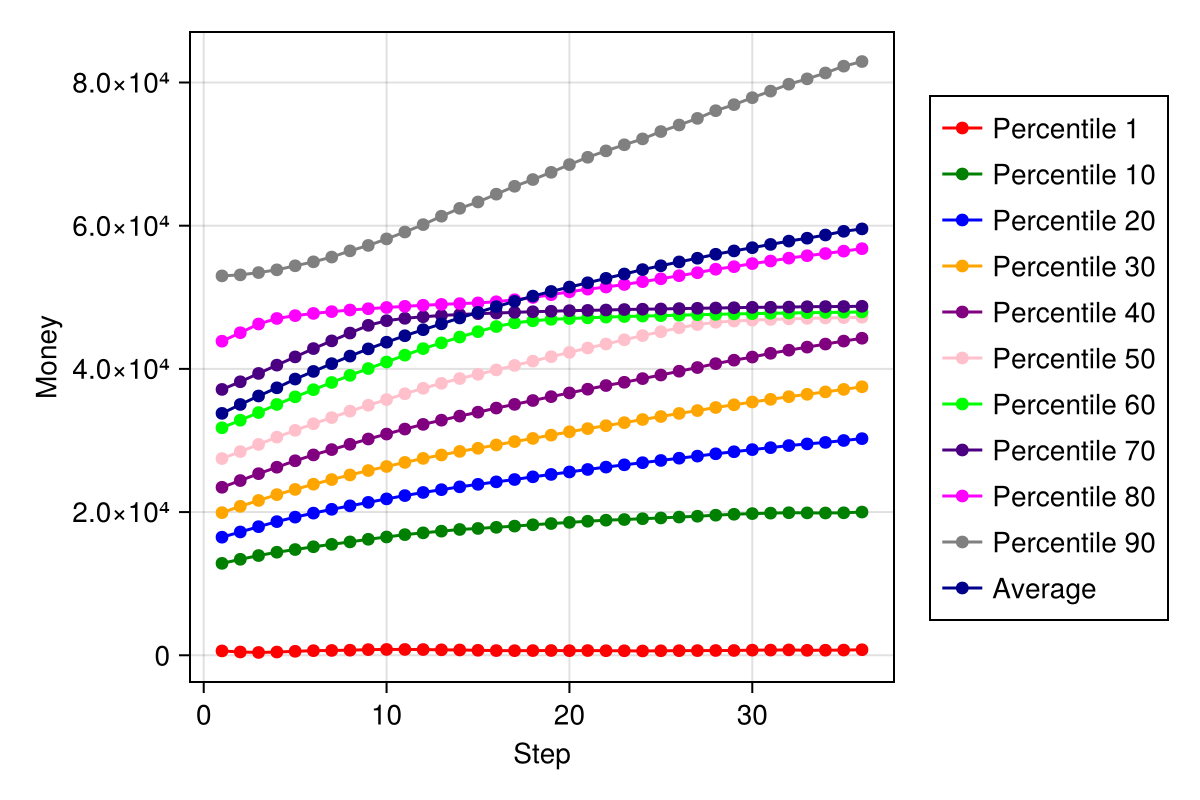 8.0×10⁴
6.0×10⁴
4.0×10⁴
2.0×10⁴
0
Money
0 10 20 30
Step
Percentile 1
Percentile 10
Percentile 20
Percentile 30
Percentile 40
Percentile 50
Percentile 60
Percentile 70
Percentile 80
Percentile 90
Average